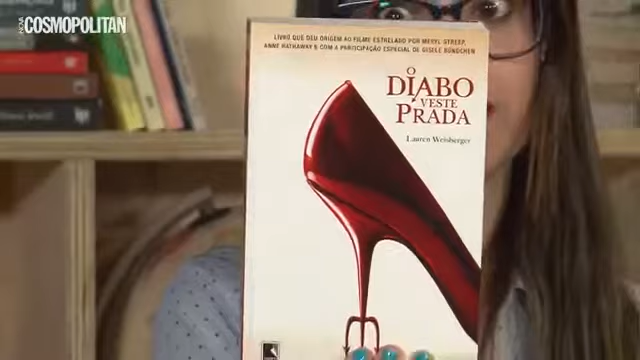 NOVA
COSMOPOLITAN
LIVRO QUE DEU ORIGEM AO FILME ESTRELADO POR MERYL STREEP,
ANNE HATHAWAY E COM A PARTICIPAÇÃO ESPECIAL DE GISELE BÜNDCHEN
O
DIABO
VESTE
PRADA
Lauren Weisberger